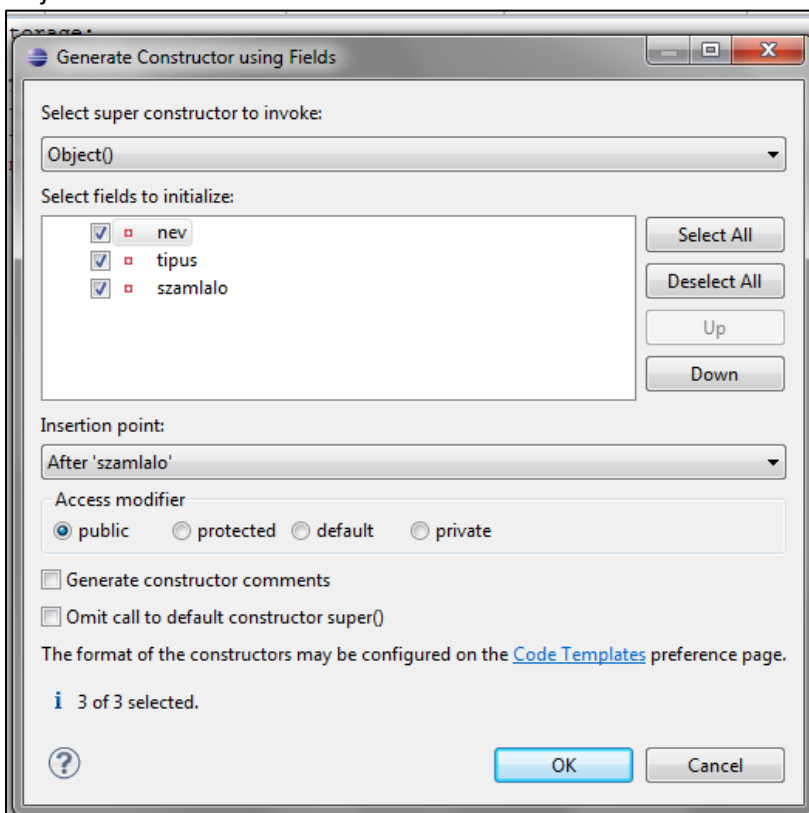 torage:
Generate Constructor using Fields
Select super constructor to invoke:
Object()
Select fields to initialize:
nev
tipus
szamlalo
Select All
Deselect All
Up
Down
Insertion point:
After 'szamlalo'
Access modifier
public protected default private
Generate constructor comments
Omit call to default constructor super()
The format of the constructors may be configured on the Code Templates preference page.
i 3 of 3 selected.
?
OK Cancel